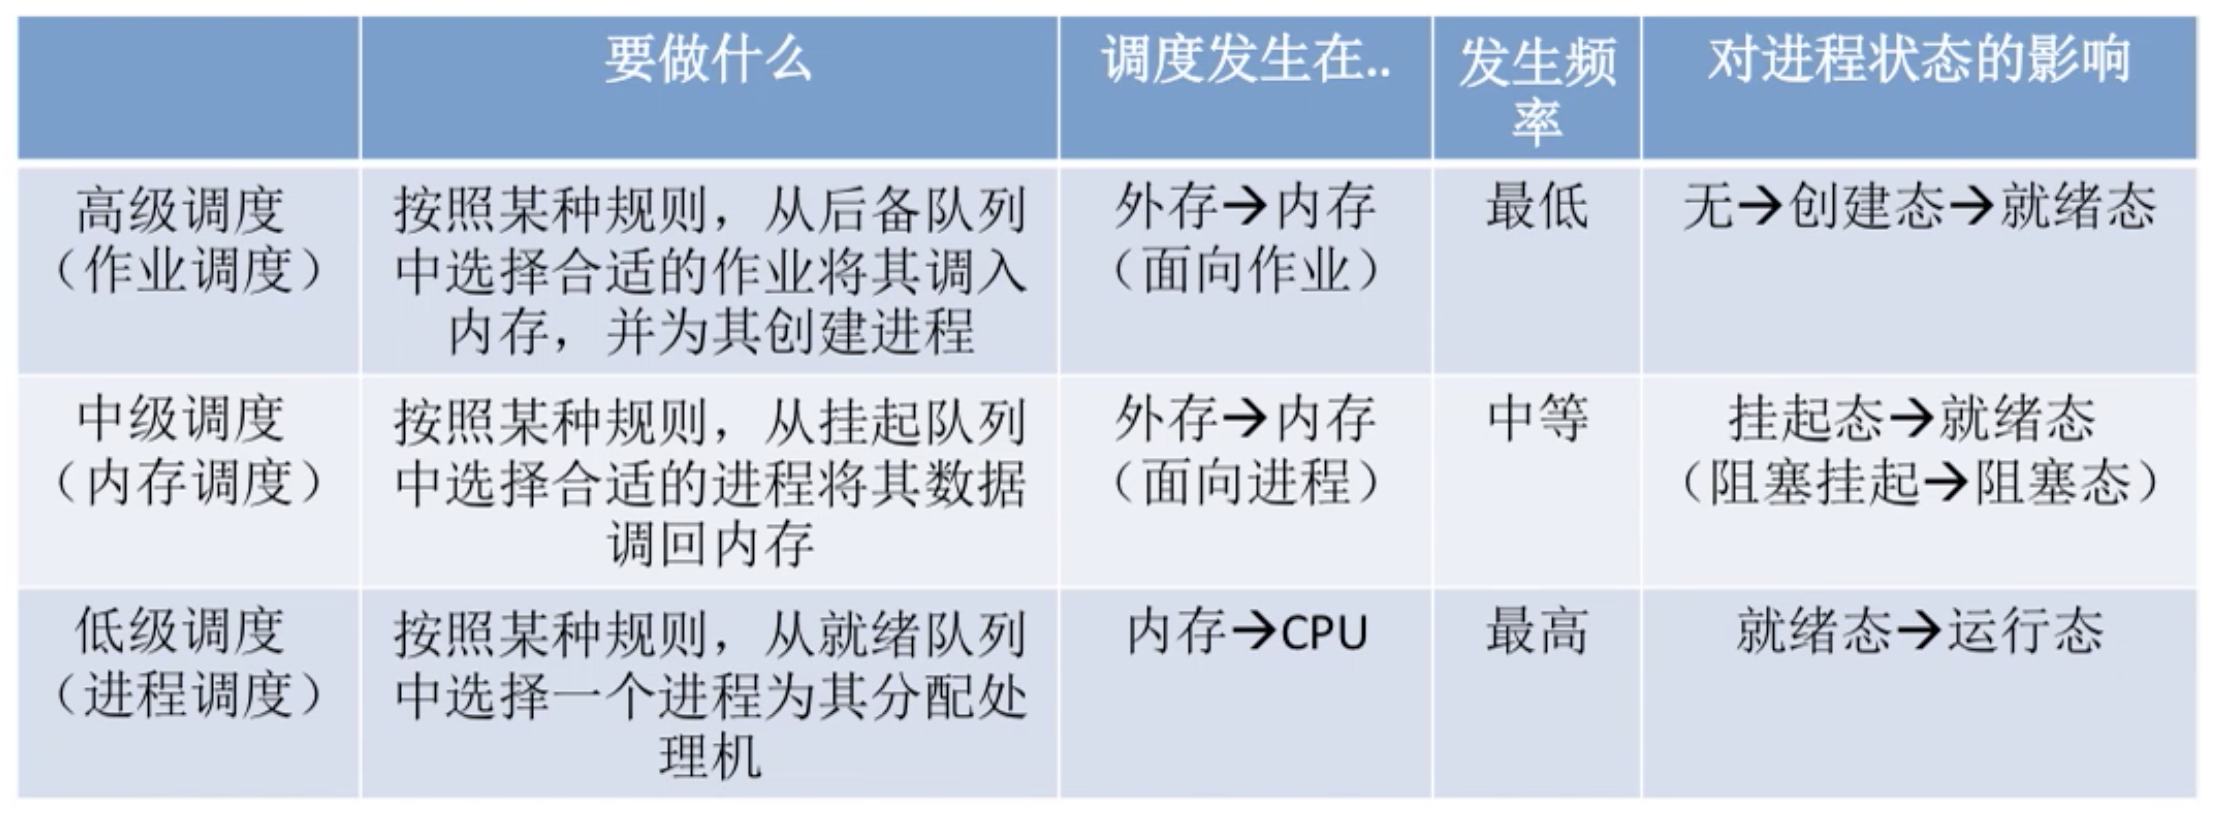 要做什么
调度发生在..
发生频
率
对进程状态的影响
高级调度
（作业调度）
按照某种规则，从后备队列
中选择合适的作业将其调入
内存，并为其创建进程
外存→内存
（面向作业）
最低
无→创建态→就绪态
中级调度
（内存调度）
按照某种规则，从挂起队列
中选择合适的进程将其数据
调回内存
外存→内存
（面向进程）
中等
挂起态→就绪态
（阻塞挂起→阻塞态）
低级调度
（进程调度）
按照某种规则，从就绪队列
中选择一个进程为其分配处
理机
内存→CPU
最高
就绪态→运行态